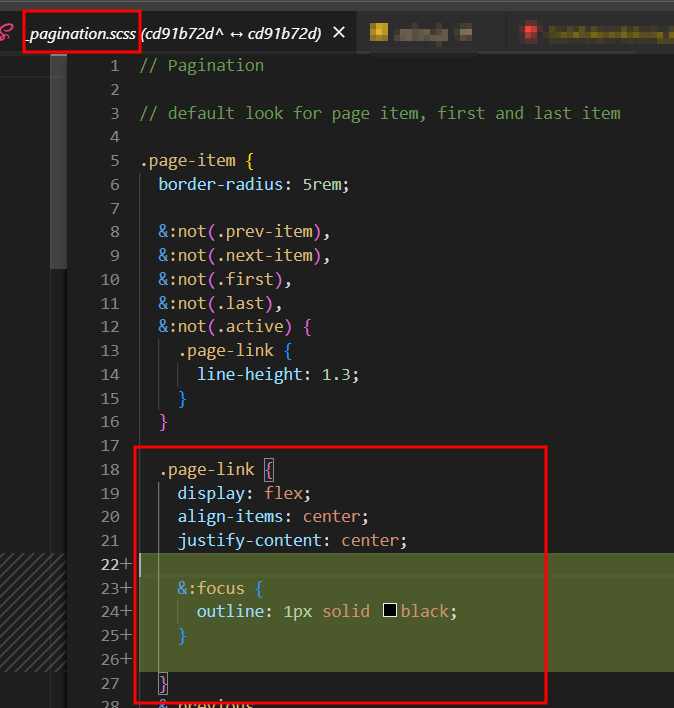 _pagination.scss (cd91b72d^ ↔ cd91b72d) ✕
1 // Pagination
2
3 // default look for page item, first and last item
4
5 .page-item {
6 border-radius: 5rem;
7
8 &:not(.prev-item),
9 &:not(.next-item),
10 &:not(.first),
11 &:not(.last),
12 &:not(.active) {
13 .page-link {
14 line-height: 1.3;
15 }
16 }
17
18 .page-link {
19 display: flex;
20 align-items: center;
21 justify-content: center;
22+
23+ &:focus {
24+ outline: 1px solid black;
25+ }
26+
27 }
28 &.previous